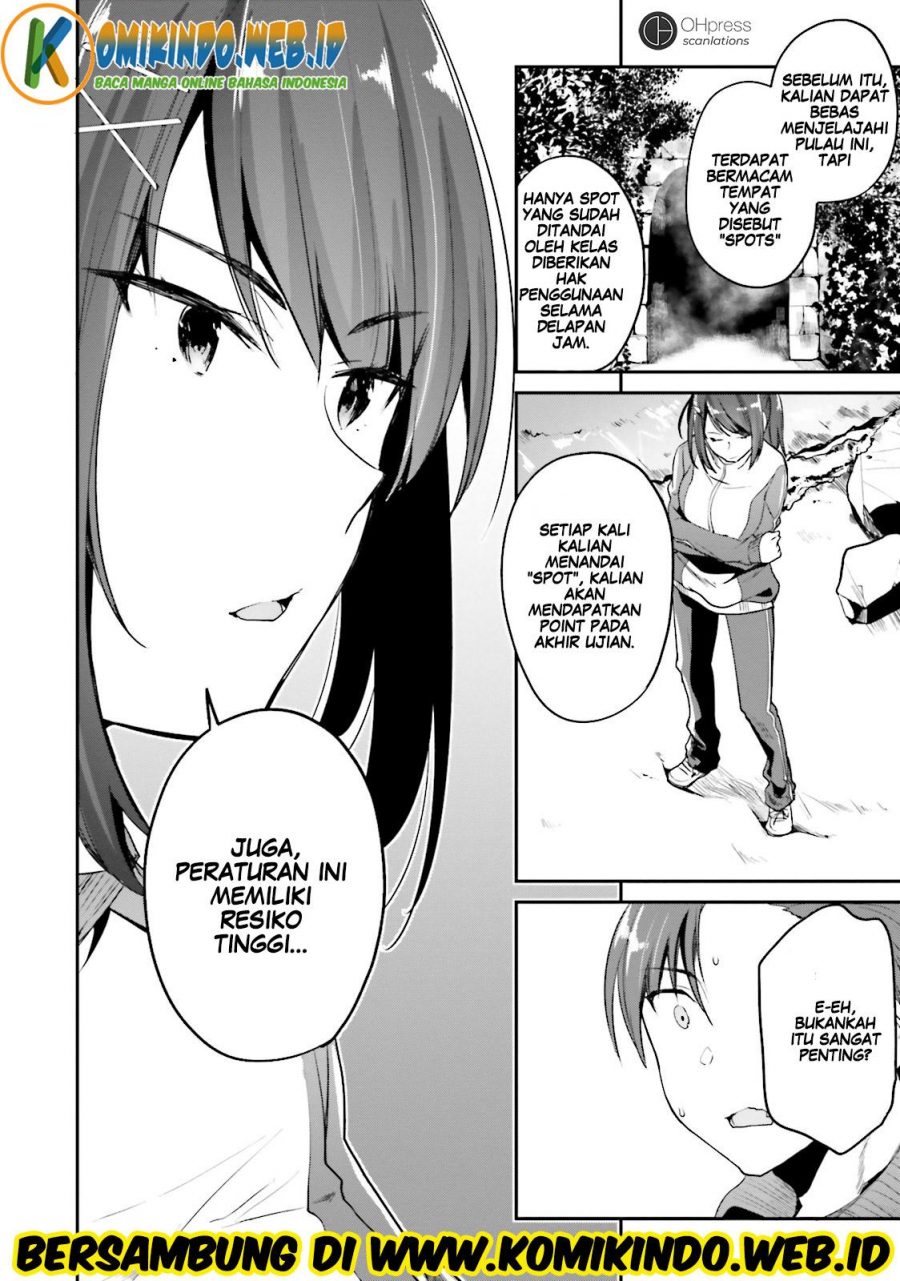 KOMIKINDO.WEB.ID
BACA MANGA ONLINE BAHASA INDONESIA
OHpress
scanlations
SEBELUM ITU,
KALIAN DAPAT
BEBAS
MENJELAJAHI
PULAU INI,
TAPI
TERDAPAT
BERMACAM
TEMPAT
YANG
DISEBUT
"SPOTS"
HANYA SPOT
YANG SUDAH
DITANDAI
OLEH KELAS
DIBERIKAN
HAK
PENGGUNAAN
SELAMA
DELAPAN
JAM.
SETIAP KALI
KALIAN
MENANDAI
"SPOT", KALIAN
AKAN
MENDAPATKAN
POINT PADA
AKHIR UJIAN.
E-EH,
BUKANKAH
ITU SANGAT
PENTING?
JUGA,
PERATURAN INI
MEMILIKI
RESIKO
TINGGI...
BERSAMBUNG DI WWW.KOMIKINDO.WEB.ID